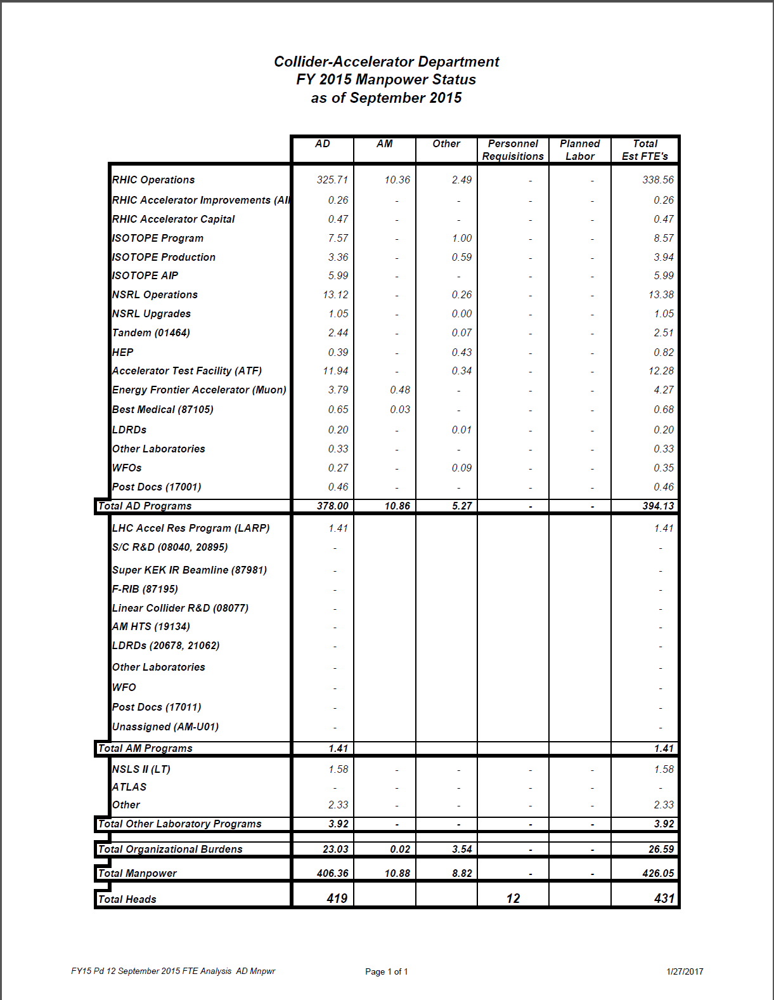 Collider-Accelerator Department
FY 2015 Manpower Status
as of September 2015
AD AM Other Personnel Requisitions Planned Labor Total Est FTE's
RHIC Operations 325.71 10.36 2.49 - - 338.56
RHIC Accelerator Improvements (AI 0.26 - - - - 0.26
RHIC Accelerator Capital 0.47 - - - - 0.47
ISOTOPE Program 7.57 - 1.00 - - 8.57
ISOTOPE Production 3.36 - 0.59 - - 3.94
ISOTOPE AIP 5.99 - - - - 5.99
NSRL Operations 13.12 - 0.26 - - 13.38
NSRL Upgrades 1.05 - 0.00 - - 1.05
Tandem (01464) 2.44 - 0.07 - - 2.51
HEP 0.39 - 0.43 - - 0.82
Accelerator Test Facility (ATF) 11.94 - 0.34 - - 12.28
Energy Frontier Accelerator (Muon) 3.79 0.48 - - - 4.27
Best Medical (87105) 0.65 0.03 - - - 0.68
LDRDs 0.20 - 0.01 - - 0.20
Other Laboratories 0.33 - - - - 0.33
WFOs 0.27 - 0.09 - - 0.35
Post Docs (17001) 0.46 - - - - 0.46
Total AD Programs 378.00 10.86 5.27 - - 394.13
LHC Accel Res Program (LARP) 1.41 1.41
S/C R&D (08040, 20895) - -
Super KEK IR Beamline (87981) - -
F-RIB (87195) - -
Linear Collider R&D (08077) - -
AM HTS (19134) - -
LDRDs (20678, 21062) - -
Other Laboratories - -
WFO - -
Post Docs (17011) - -
Unassigned (AM-U01) - -
Total AM Programs 1.41 1.41
NSLS II (LT) 1.58 - - - - 1.58
ATLAS - - - - - -
Other 2.33 - - - - 2.33
Total Other Laboratory Programs 3.92 - - - - 3.92
Total Organizational Burdens 23.03 0.02 3.54 - - 26.59
Total Manpower 406.36 10.88 8.82 - - 426.05
Total Heads 419 12 431
FY15 Pd 12 September 2015 FTE Analysis AD Mnpwr Page 1 of 1 1/27/2017